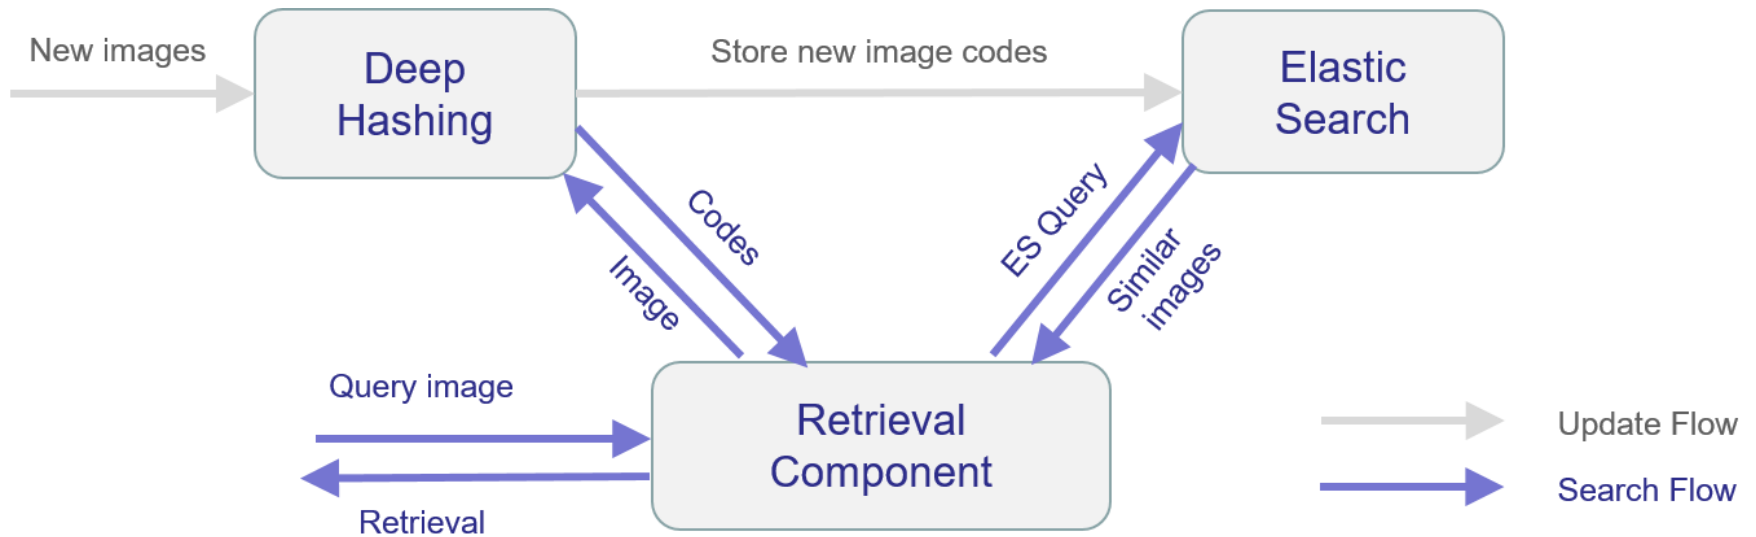 New images
Deep
Hashing
Store new image codes
Elastic
Search
Codes
Image
ES Query
Similar
images
Query image
Retrieval
Retrieval
Component
Update Flow
Search Flow